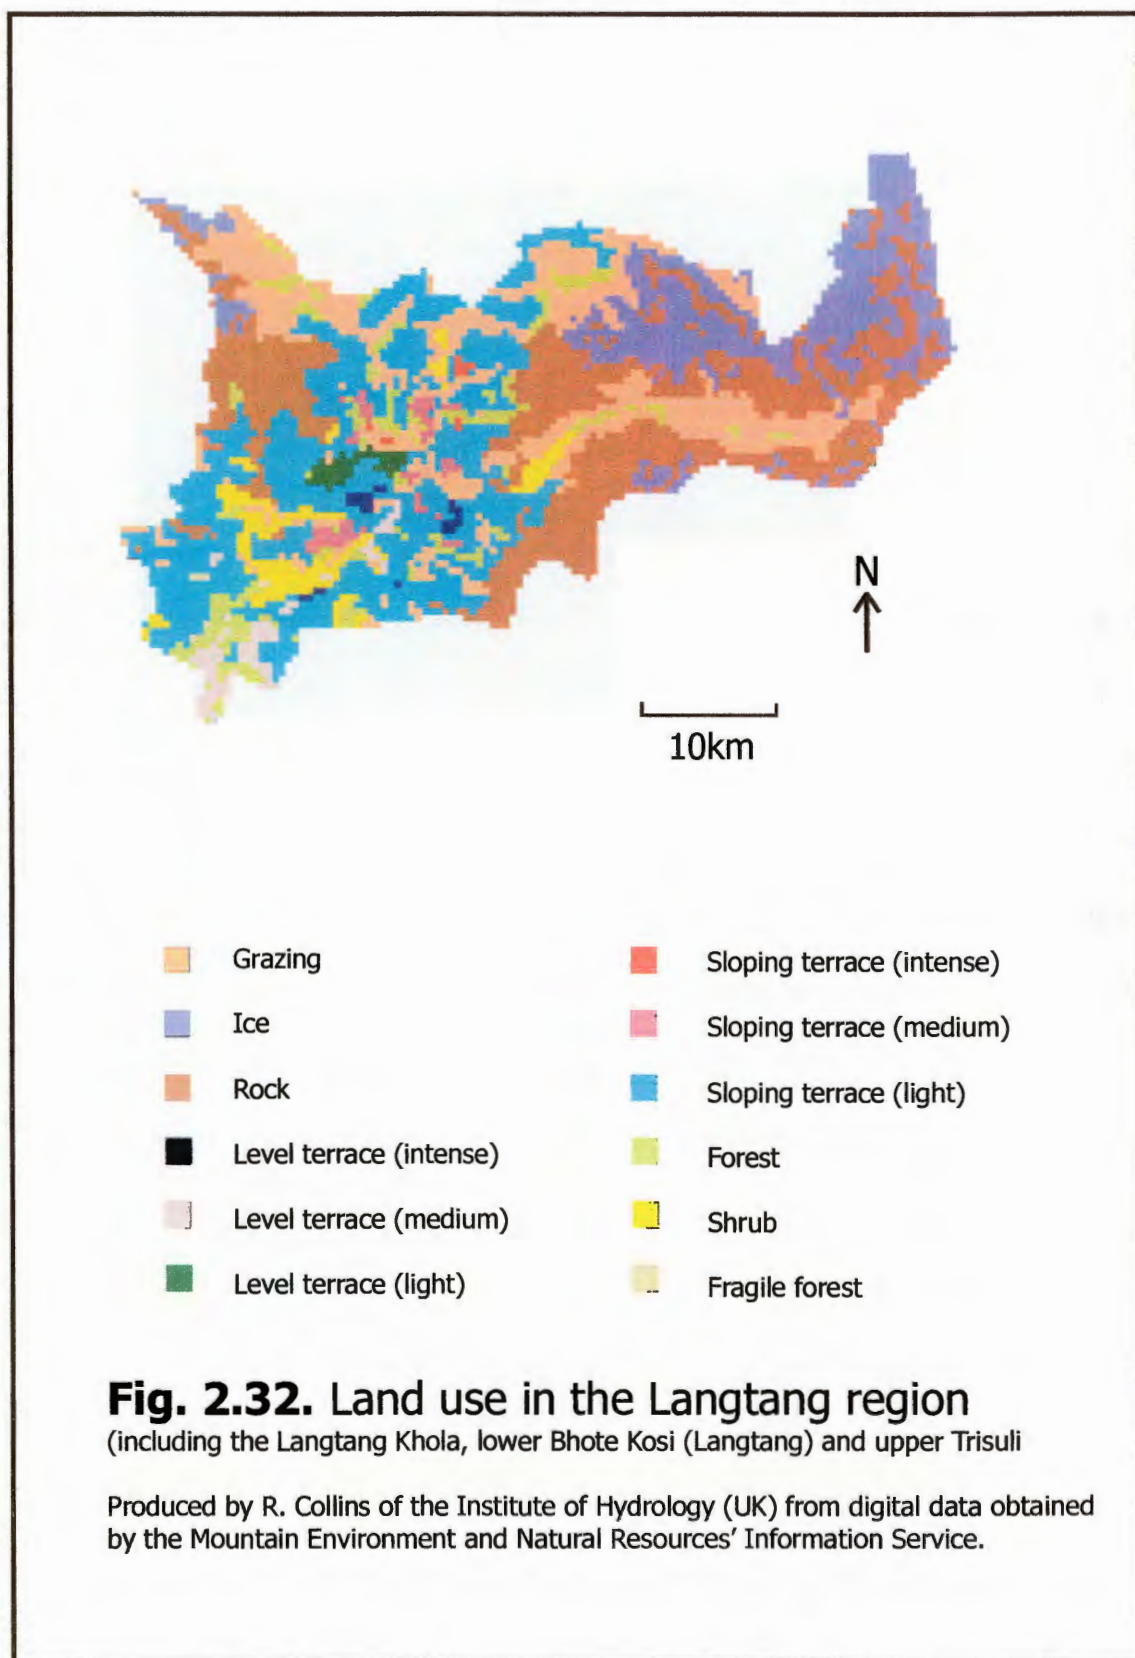 N
10km
Grazing
Ice
Rock
Level terrace (intense)
Level terrace (medium)
Level terrace (light)
Sloping terrace (intense)
Sloping terrace (medium)
Sloping terrace (light)
Forest
Shrub
Fragile forest
Fig. 2.32. Land use in the Langtang region
(including the Langtang Khola, lower Bhote Kosi (Langtang) and upper Trisuli
Produced by R. Collins of the Institute of Hydrology (UK) from digital data obtained
by the Mountain Environment and Natural Resources' Information Service.